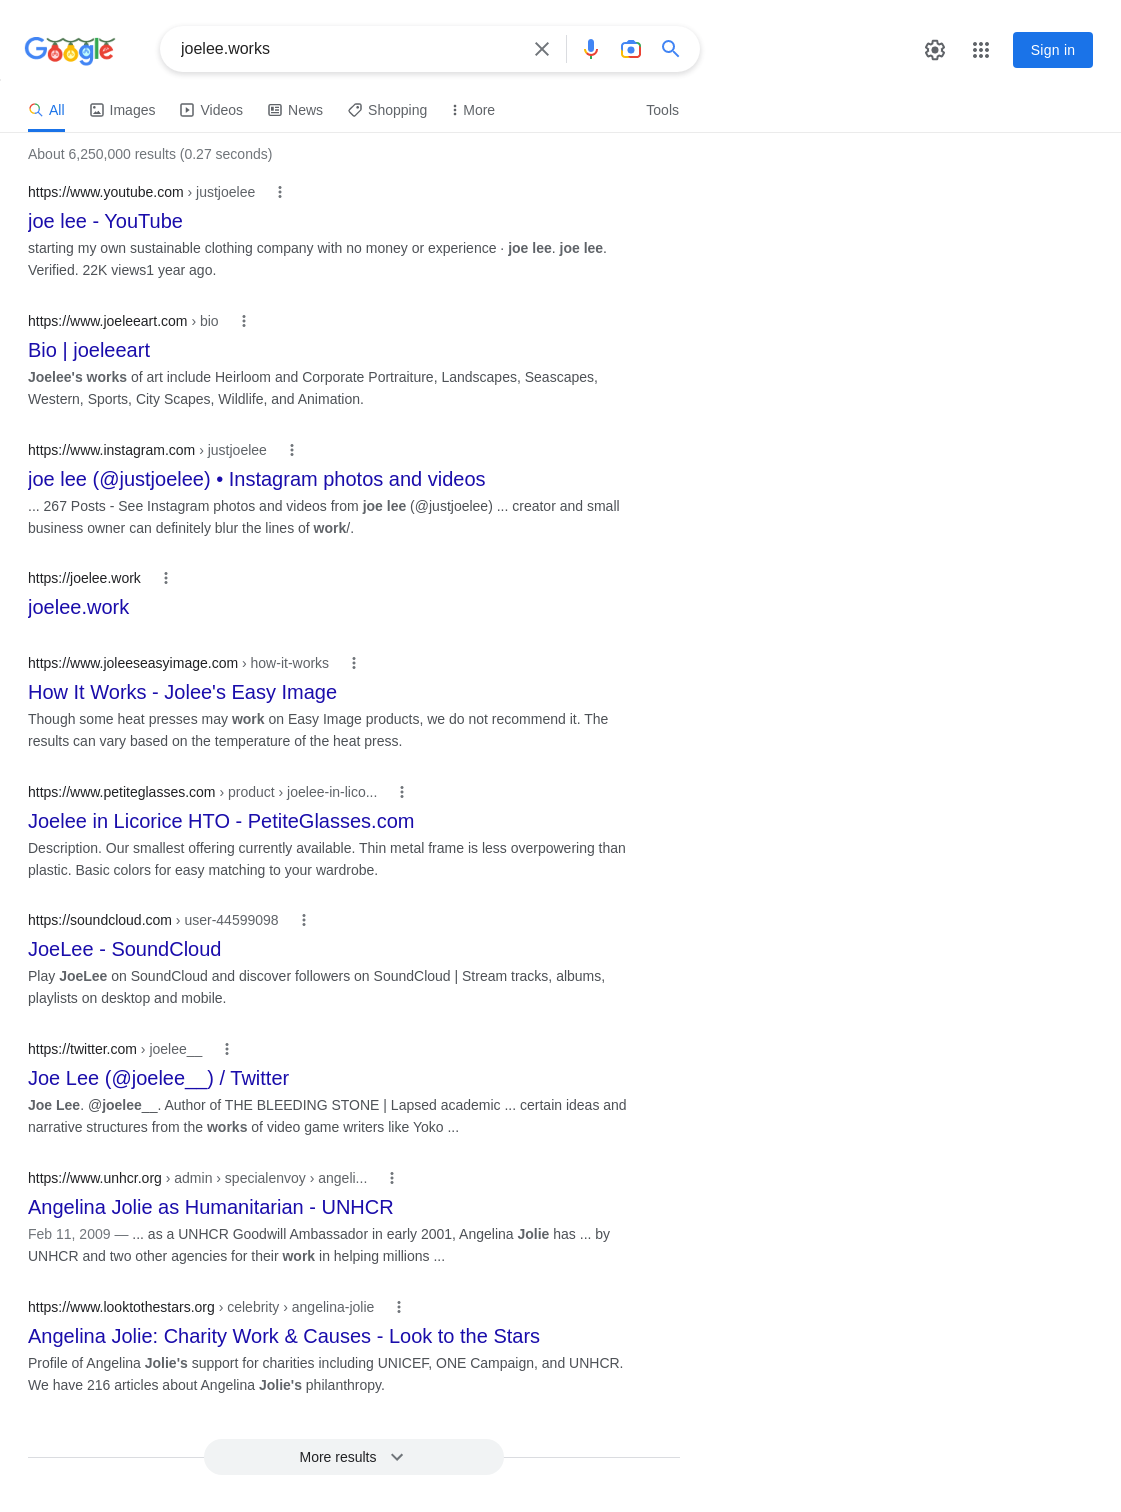 Google
joelee.works
Sign in
All Images Videos News Shopping More Tools
About 6,250,000 results (0.27 seconds)
https://www.youtube.com › justjoelee
joe lee - YouTube
starting my own sustainable clothing company with no money or experience · joe lee. joe lee.
Verified. 22K views1 year ago.
https://www.joeleeart.com › bio
Bio | joeleeart
Joelee's works of art include Heirloom and Corporate Portraiture, Landscapes, Seascapes,
Western, Sports, City Scapes, Wildlife, and Animation.
https://www.instagram.com › justjoelee
joe lee (@justjoelee) • Instagram photos and videos
... 267 Posts - See Instagram photos and videos from joe lee (@justjoelee) ... creator and small
business owner can definitely blur the lines of work/.
https://joelee.work
joelee.work
https://www.joleeseasyimage.com › how-it-works
How It Works - Jolee's Easy Image
Though some heat presses may work on Easy Image products, we do not recommend it. The
results can vary based on the temperature of the heat press.
https://www.petiteglasses.com › product › joelee-in-lico...
Joelee in Licorice HTO - PetiteGlasses.com
Description. Our smallest offering currently available. Thin metal frame is less overpowering than
plastic. Basic colors for easy matching to your wardrobe.
https://soundcloud.com › user-44599098
JoeLee - SoundCloud
Play JoeLee on SoundCloud and discover followers on SoundCloud | Stream tracks, albums,
playlists on desktop and mobile.
https://twitter.com › joelee__
Joe Lee (@joelee__) / Twitter
Joe Lee. @joelee__. Author of THE BLEEDING STONE | Lapsed academic ... certain ideas and
narrative structures from the works of video game writers like Yoko ...
https://www.unhcr.org › admin › specialenvoy › angeli...
Angelina Jolie as Humanitarian - UNHCR
Feb 11, 2009 — ... as a UNHCR Goodwill Ambassador in early 2001, Angelina Jolie has ... by
UNHCR and two other agencies for their work in helping millions ...
https://www.looktothestars.org › celebrity › angelina-jolie
Angelina Jolie: Charity Work & Causes - Look to the Stars
Profile of Angelina Jolie's support for charities including UNICEF, ONE Campaign, and UNHCR.
We have 216 articles about Angelina Jolie's philanthropy.
More results